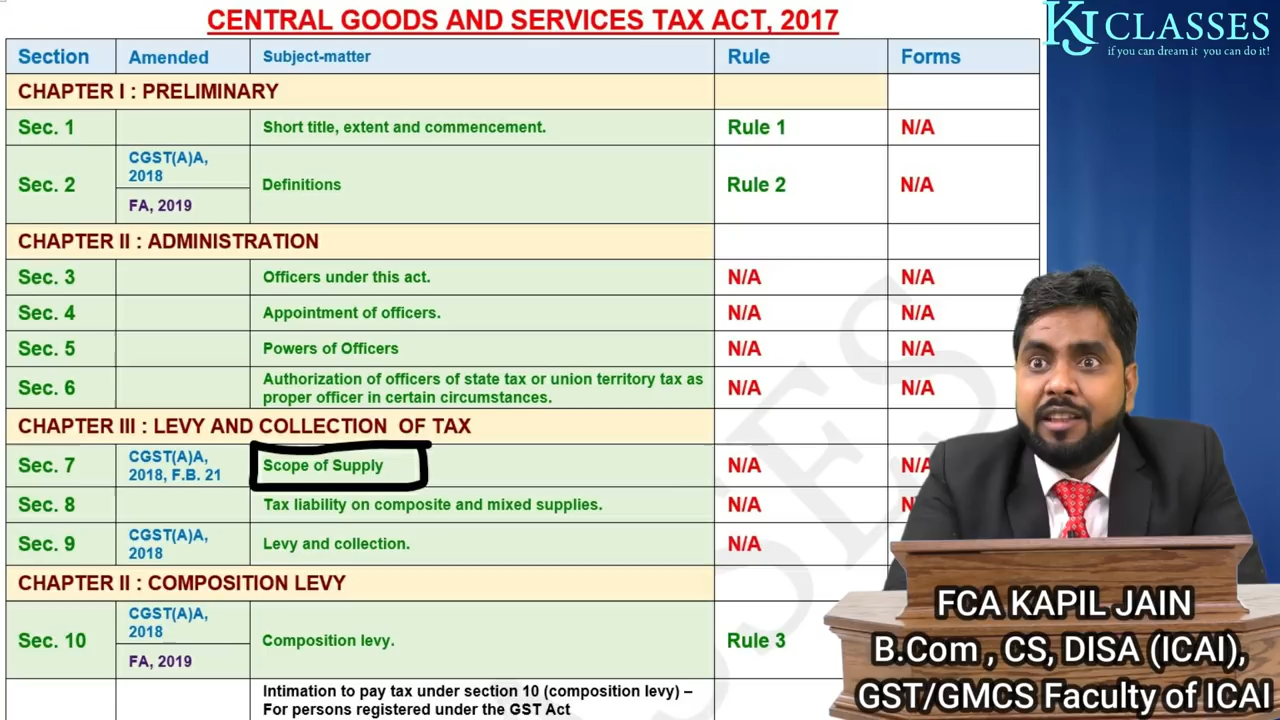 CENTRAL GOODS AND SERVICES TAX ACT, 2017
KJ CLASSES
if you can dream it you can do it!
Section Amended Subject-matter Rule Forms
CHAPTER I : PRELIMINARY
Sec. 1 Short title, extent and commencement. Rule 1 N/A
Sec. 2 CGST(A)A, 2018 FA, 2019 Definitions Rule 2 N/A
CHAPTER II : ADMINISTRATION
Sec. 3 Officers under this act. N/A N/A
Sec. 4 Appointment of officers. N/A N/A
Sec. 5 Powers of Officers N/A N/A
Sec. 6 Authorization of officers of state tax or union territory tax as
proper officer in certain circumstances. N/A N/A
CHAPTER III : LEVY AND COLLECTION OF TAX
Sec. 7 CGST(A)A, 2018, F.B. 21 Scope of Supply N/A N/A
Sec. 8 Tax liability on composite and mixed supplies. N/A
Sec. 9 CGST(A)A, 2018 Levy and collection. N/A
CHAPTER II : COMPOSITION LEVY
Sec. 10 CGST(A)A, 2018 FA, 2019 Composition levy. Rule 3
Intimation to pay tax under section 10 (composition levy) –
For persons registered under the GST Act
FCA KAPIL JAIN
B.Com , CS, DISA (ICAI),
GST/GMCS Faculty of ICAI